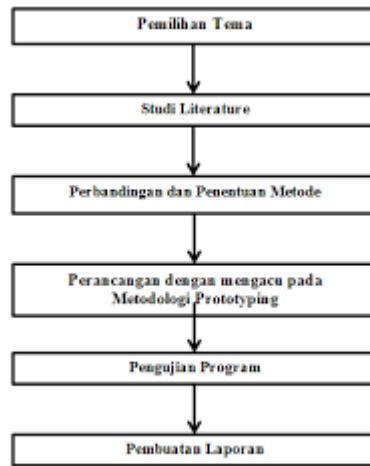 Pemilihan Tema
Studi Literature
Perbandingan dan Penentuan Metode
Perancangan dengan mengacu pada
Metodologi Prototyping
Pengujian Program
Pembuatan Laporan